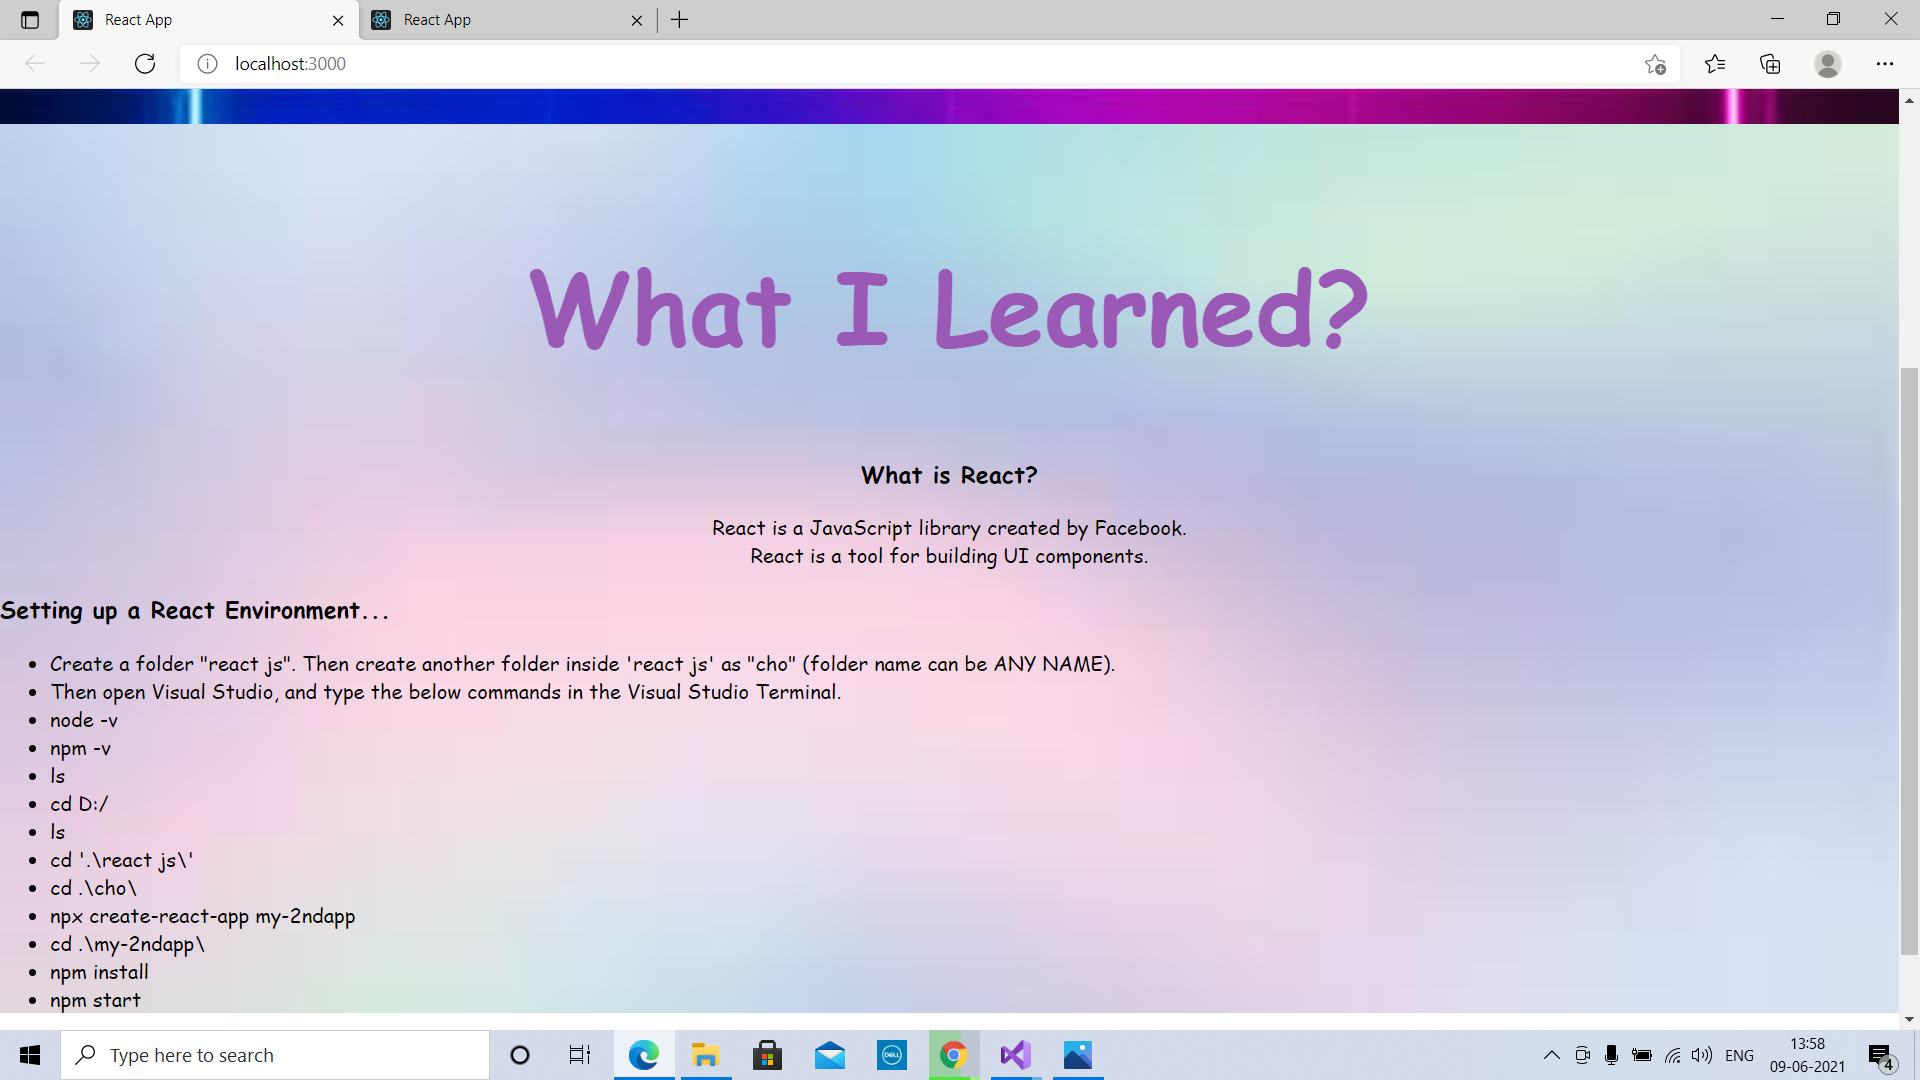 React App
React App
localhost:3000
What I Learned?
What is React?
React is a JavaScript library created by Facebook.
React is a tool for building UI components.
Setting up a React Environment...
Create a folder "react js". Then create another folder inside 'react js' as "cho" (folder name can be ANY NAME).
Then open Visual Studio, and type the below commands in the Visual Studio Terminal.
node -v
npm -v
ls
cd D:/
ls
cd '.\react js\'
cd .\cho\
npx create-react-app my-2ndapp
cd .\my-2ndapp\
npm install
npm start
Type here to search
DELL
ENG
13:58
09-06-2021
4